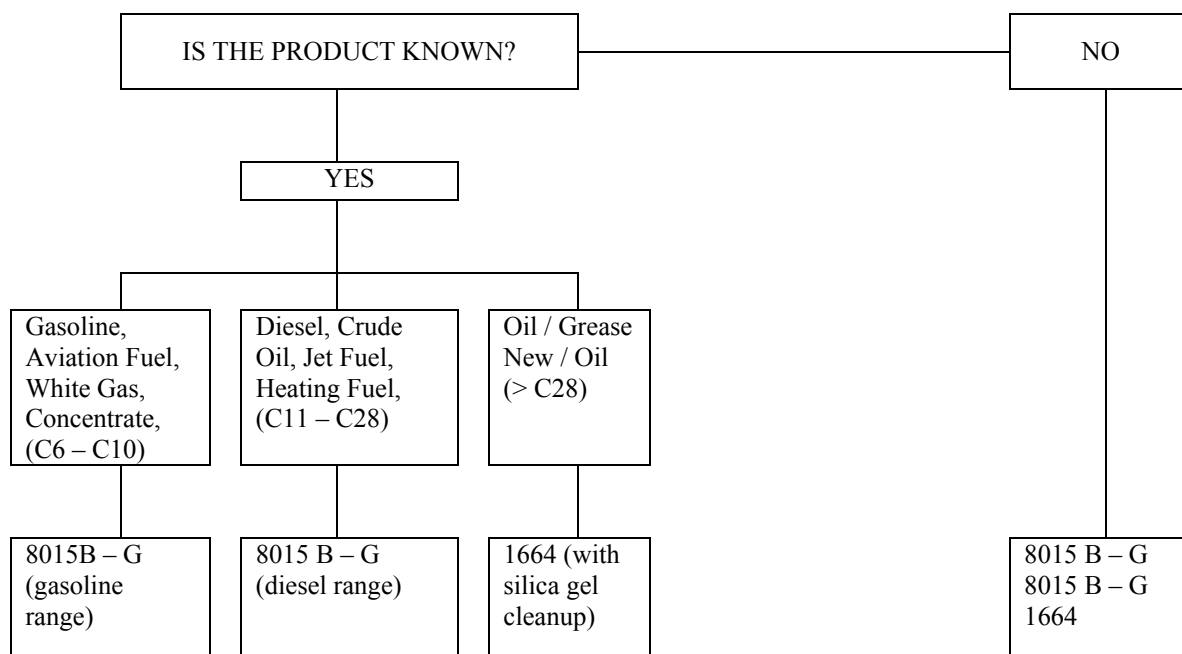 IS THE PRODUCT KNOWN?
NO
YES
Gasoline,
Aviation Fuel,
White Gas,
Concentrate,
(C6 – C10)
Diesel, Crude
Oil, Jet Fuel,
Heating Fuel,
(C11 – C28)
Oil / Grease
New / Oil
(> C28)
8015B – G
(gasoline
range)
8015 B – G
(diesel range)
1664 (with
silica gel
cleanup)
8015 B – G
8015 B – G
1664